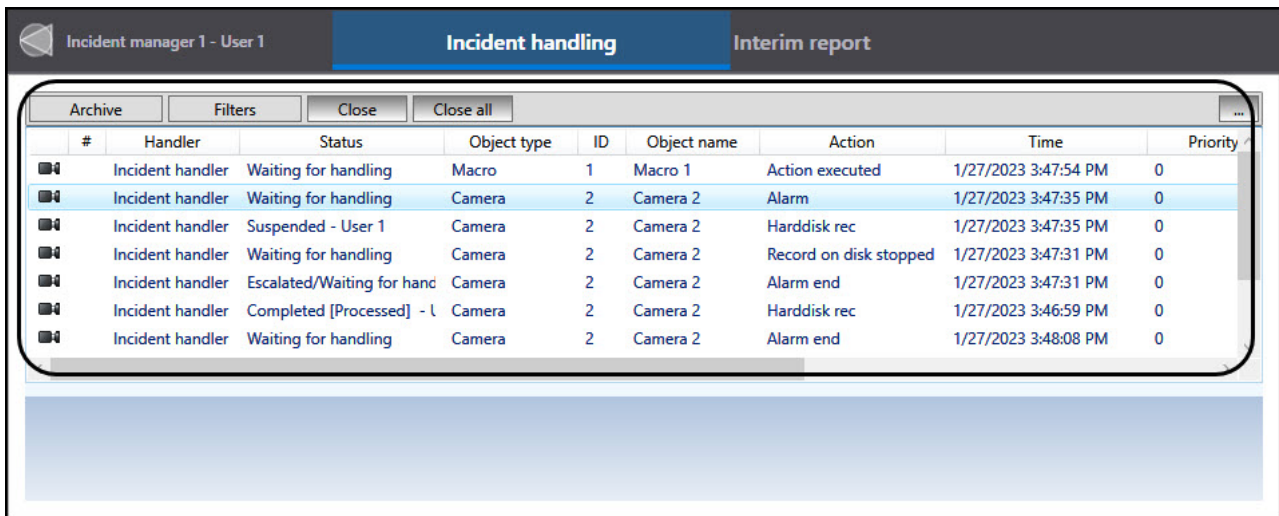 Incident manager 1 - User 1 Incident handling Interim report
Archive Filters Close Close all ...
# Handler Status Object type ID Object name Action Time Priority
Incident handler Waiting for handling Macro 1 Macro 1 Action executed 1/27/2023 3:47:54 PM 0
Incident handler Waiting for handling Camera 2 Camera 2 Alarm 1/27/2023 3:47:35 PM 0
Incident handler Suspended - User 1 Camera 2 Camera 2 Harddisk rec 1/27/2023 3:47:35 PM 0
Incident handler Waiting for handling Camera 2 Camera 2 Record on disk stopped 1/27/2023 3:47:31 PM 0
Incident handler Escalated/Waiting for hand Camera 2 Camera 2 Alarm end 1/27/2023 3:47:31 PM 0
Incident handler Completed [Processed] - Camera 2 Camera 2 Harddisk rec 1/27/2023 3:46:59 PM 0
Incident handler Waiting for handling Camera 2 Camera 2 Alarm end 1/27/2023 3:48:08 PM 0